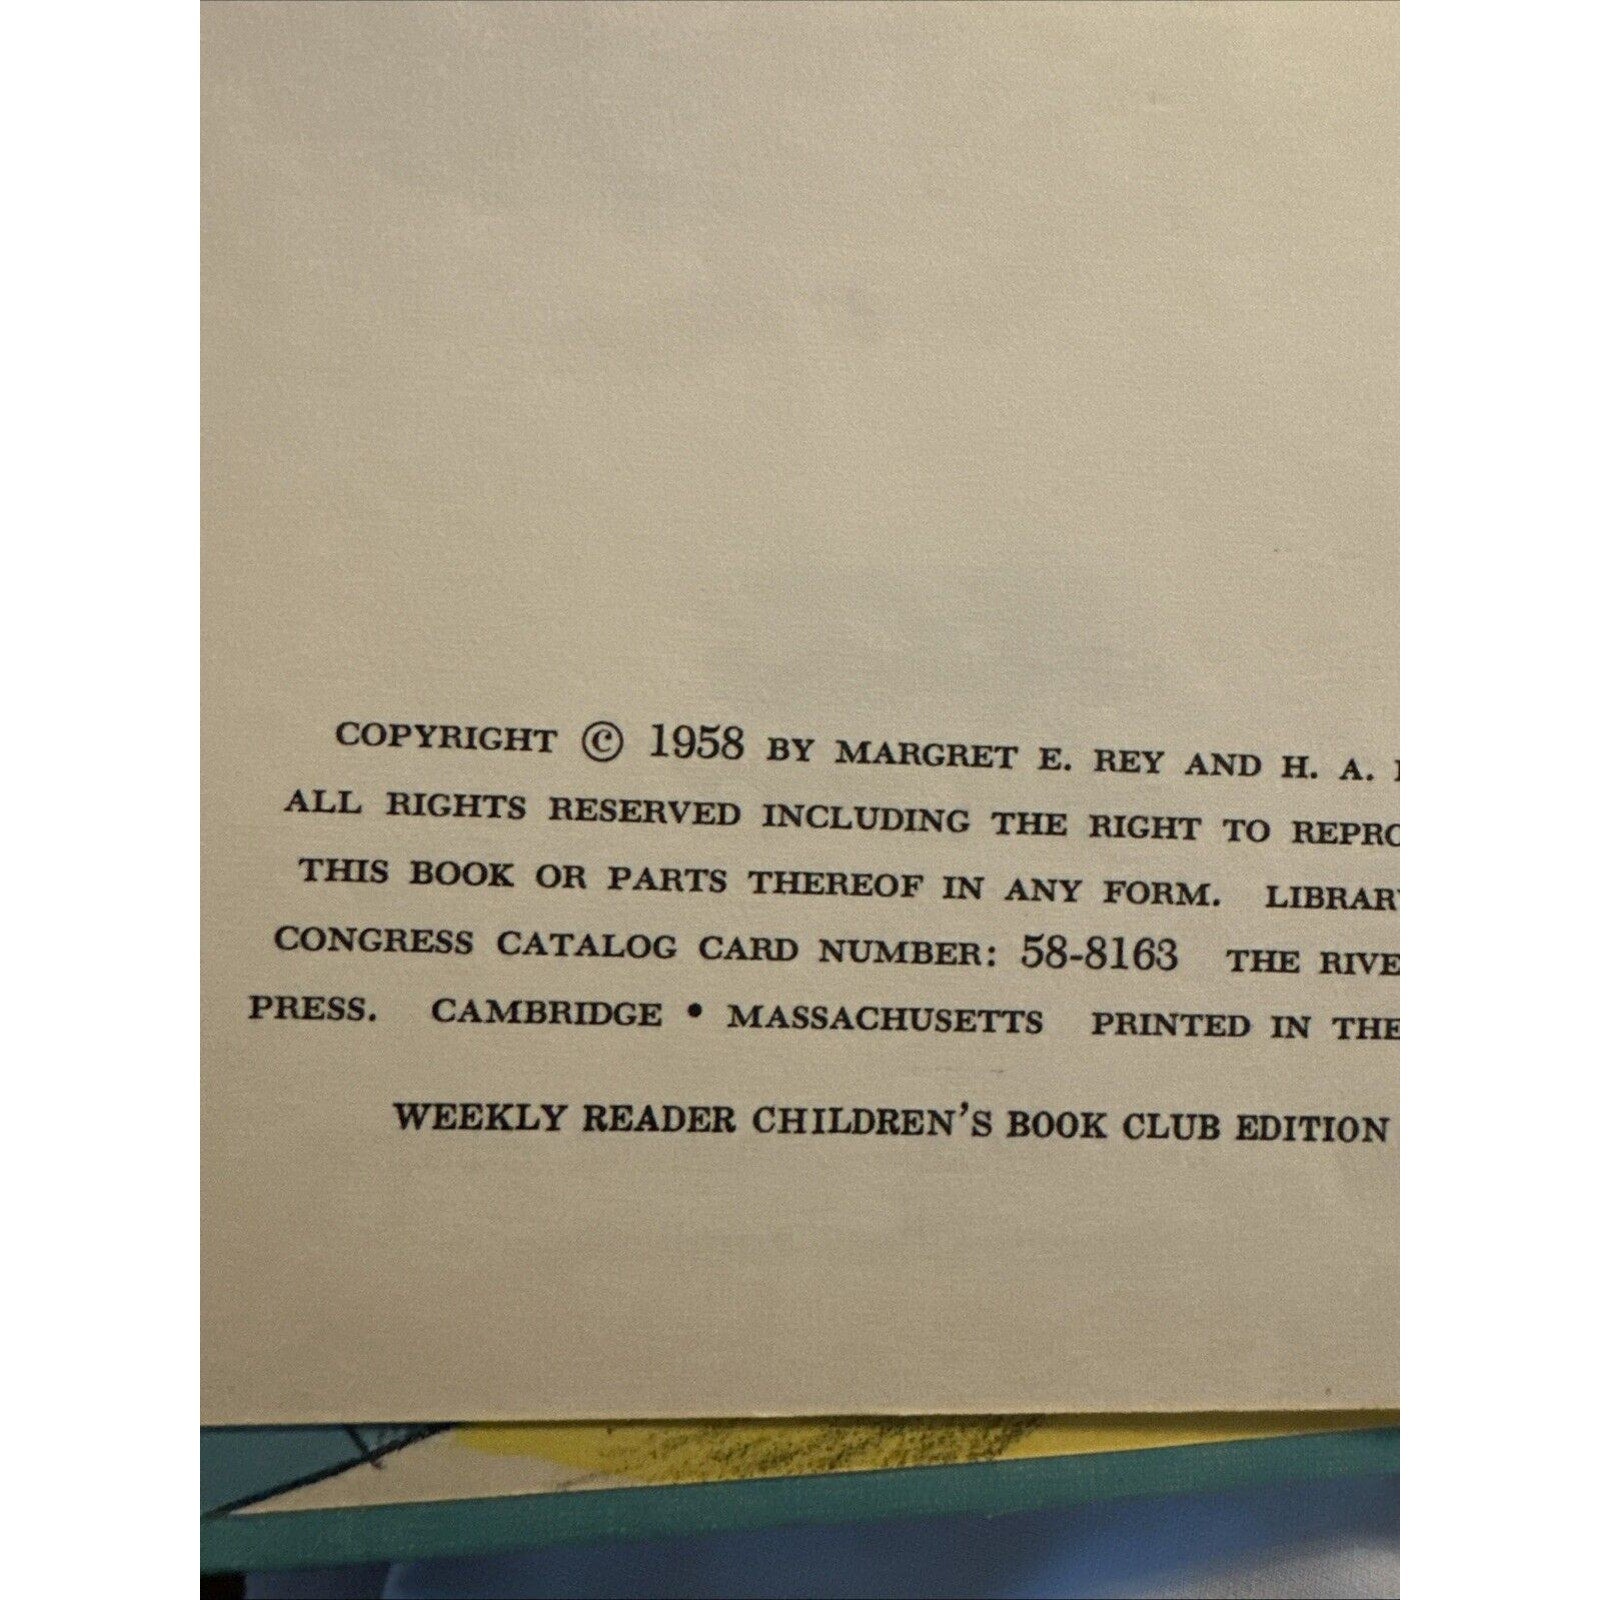 COPYRIGHT © 1958 BY MARGRET E. REY AND H. A.
ALL RIGHTS RESERVED INCLUDING THE RIGHT TO REPRO
THIS BOOK OR PARTS THEREOF IN ANY FORM. LIBRAR
CONGRESS CATALOG CARD NUMBER: 58-8163 THE RIVE
PRESS. CAMBRIDGE • MASSACHUSETTS PRINTED IN THE
WEEKLY READER CHILDREN'S BOOK CLUB EDITION